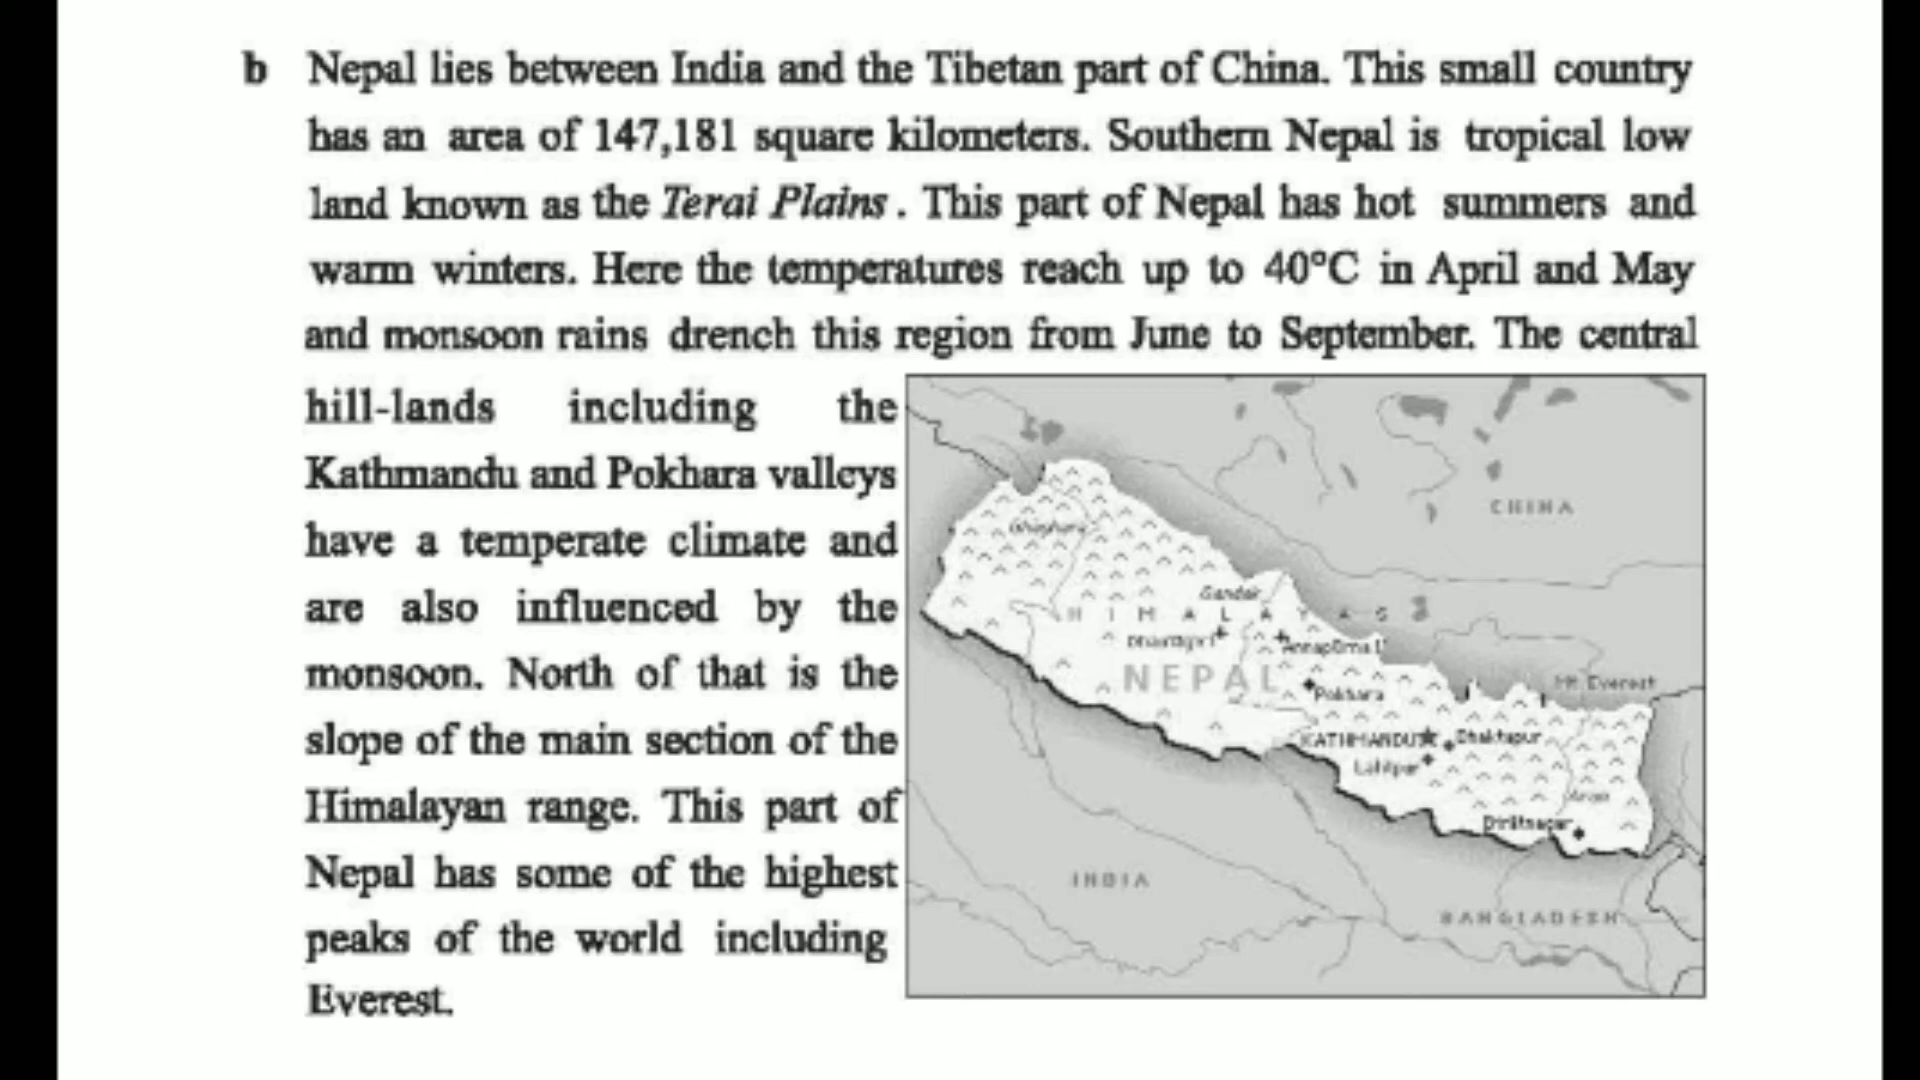 b Nepal lies between India and the Tibetan part of China. This small country
has an area of 147,181 square kilometers. Southern Nepal is tropical low
land known as the Terai Plains. This part of Nepal has hot summers and
warm winters. Here the temperatures reach up to 40°C in April and May
and monsoon rains drench this region from June to September. The central
hill-lands including the
Kathmandu and Pokhara valleys
have a temperate climate and
are also influenced by the
monsoon. North of that is the
slope of the main section of the
Himalayan range. This part of
Nepal has some of the highest
peaks of the world including
Everest.
CHINA
HIMALAYAS
NEPAL
Pokhara
Mt. Everest
KATHMANDU
INDIA
BANGLADESH